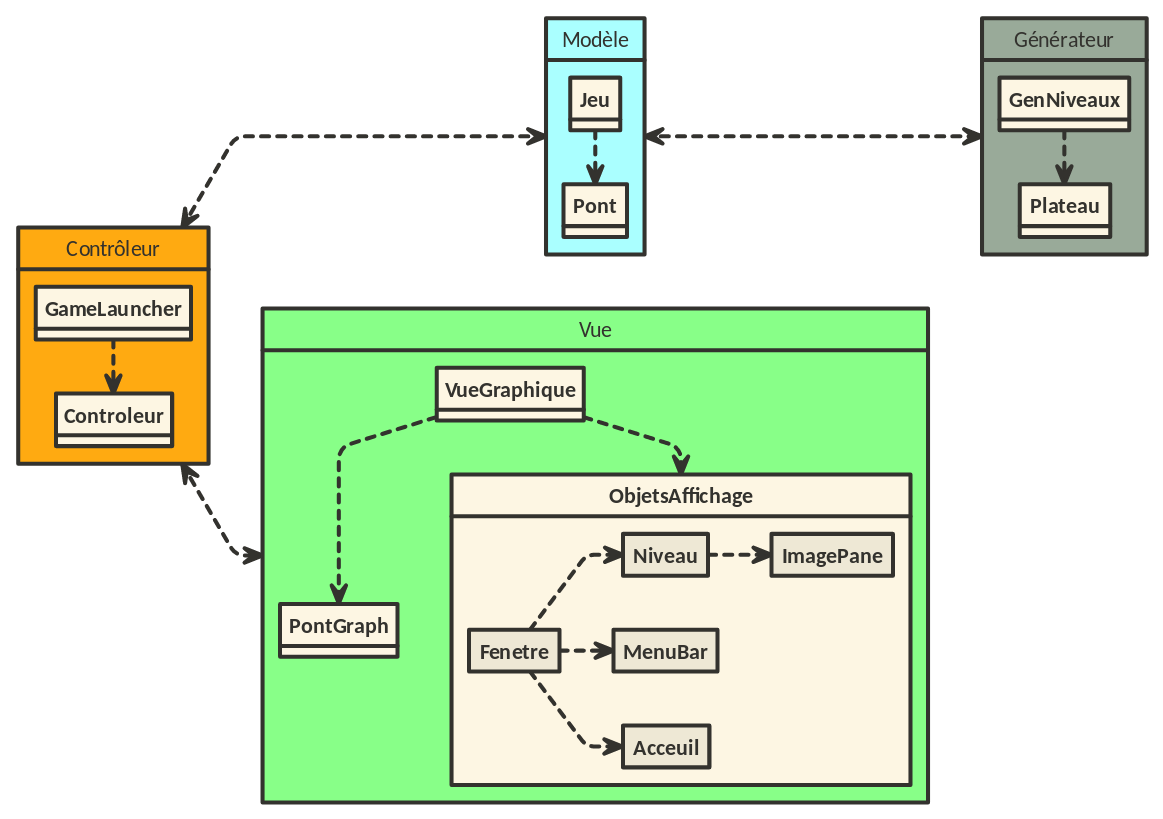 Modèle
Générateur
Jeu
GenNiveaux
Pont
Plateau
Contrôleur
GameLauncher
Controleur
Vue
VueGraphique
ObjetsAffichage
Niveau
ImagePane
PontGraph
Fenetre
MenuBar
Acceuil